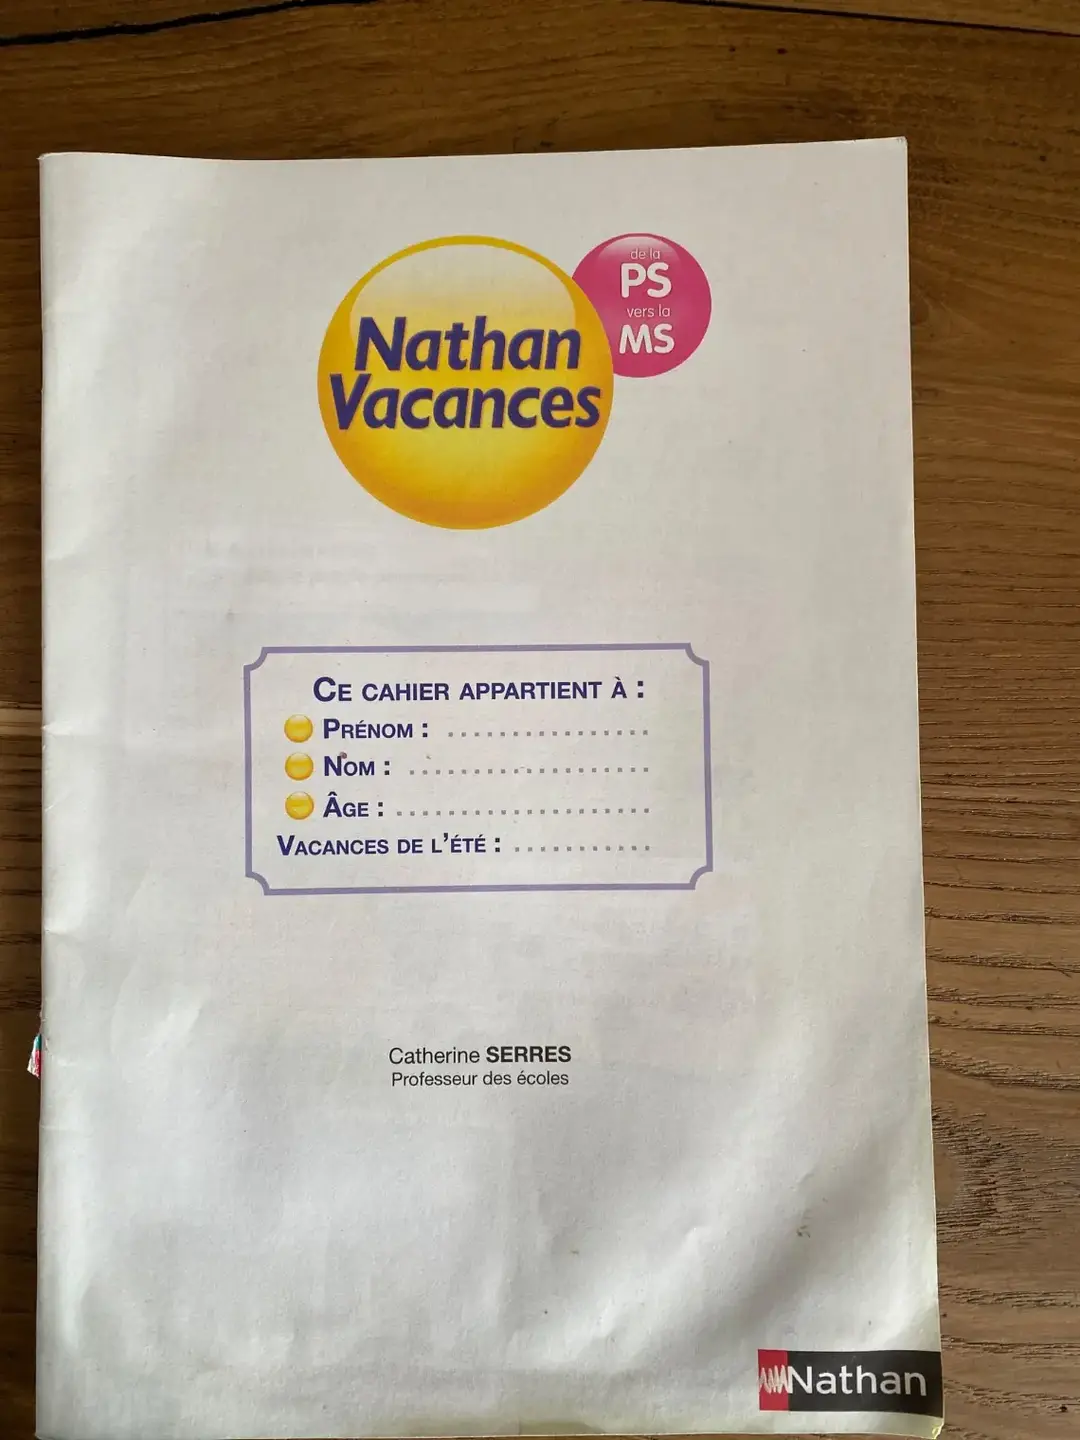 de la
PS
vers la
MS
Nathan
Vacances
CE CAHIER APPARTIENT À :
PRÉNOM : ................
NOM : ...................
ÂGE : ....................
VACANCES DE L'ÉTÉ : ...........
Catherine SERRES
Professeur des écoles
Nathan